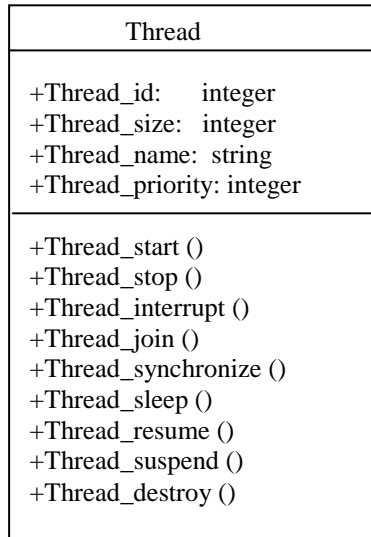 Thread
+Thread_id: integer
+Thread_size: integer
+Thread_name: string
+Thread_priority: integer
+Thread_start ()
+Thread_stop ()
+Thread_interrupt ()
+Thread_join ()
+Thread_synchronize ()
+Thread_sleep ()
+Thread_resume ()
+Thread_suspend ()
+Thread_destroy ()